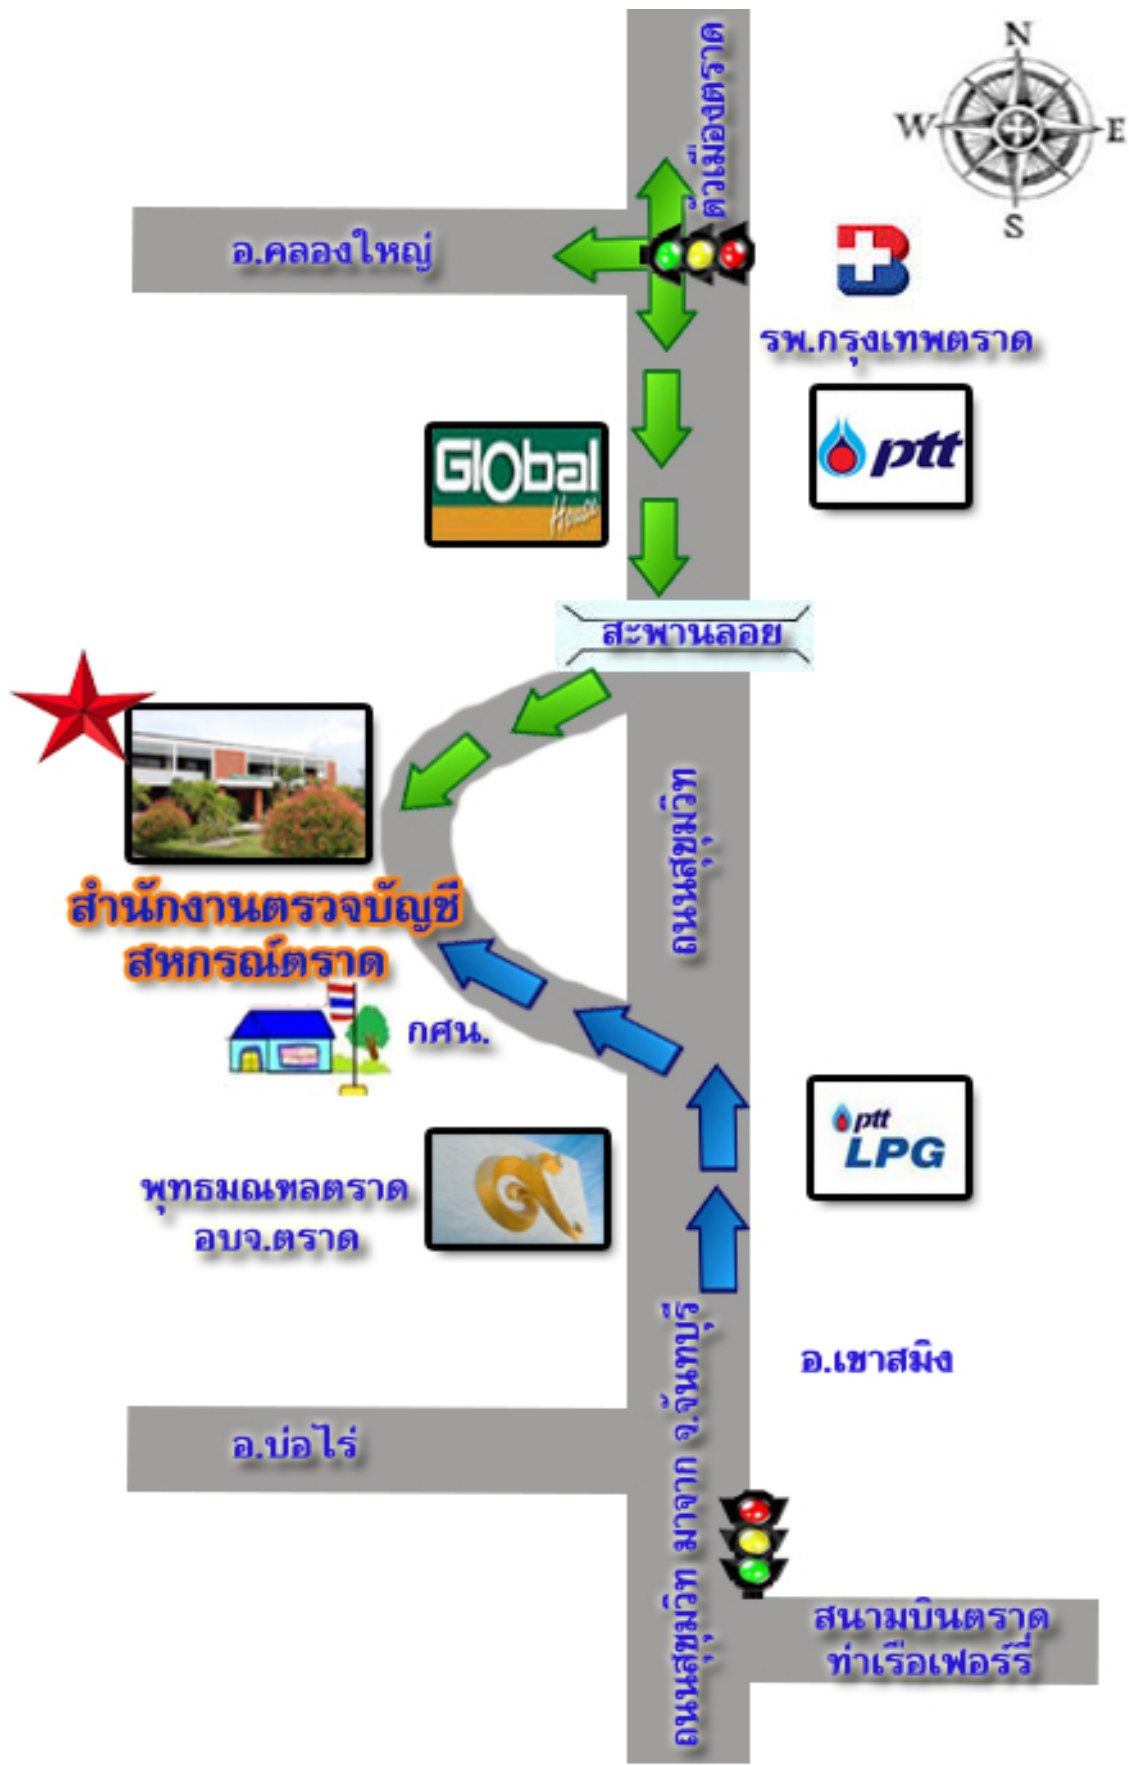 N
W
E
S
ตัวเมืองตราด
อ.คลองใหญ่
รพ.กรุงเทพตราด
Global
House
ptt
สะพานลอย
ถนนสุขุมวิท
สำนักงานตรวจบัญชี
สหกรณ์ตราด
กศน.
ptt
LPG
พุทธมณฑลตราด
อบจ.ตราด
อ.เขาสมิง
อ.บ่อไร่
ถนนสุขุมวิท มาจาก จ.จันทบุรี
สนามบินตราด
ท่าเรือเฟอร์รี่